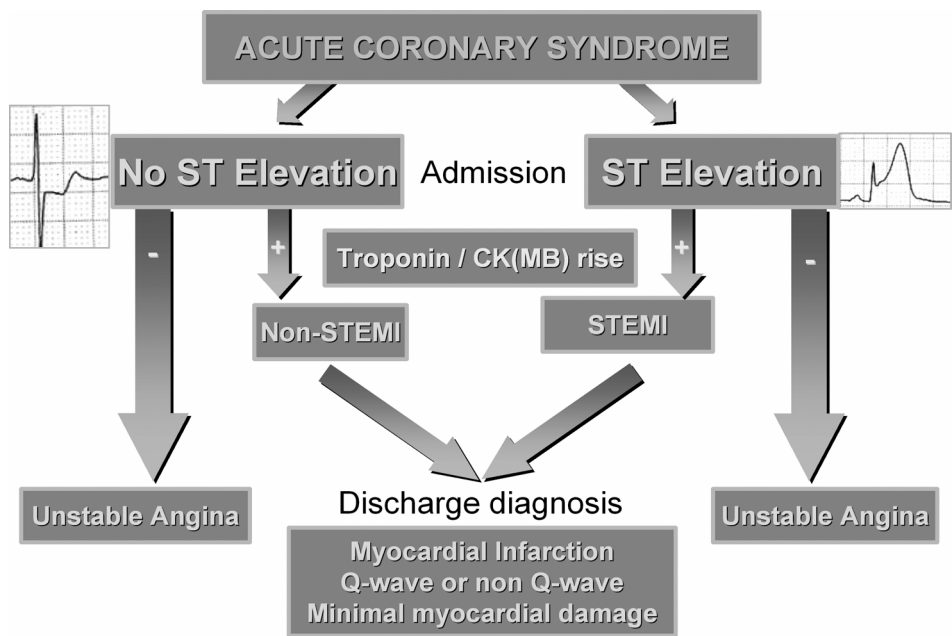 ACUTE CORONARY SYNDROME
No ST Elevation
Admission
ST Elevation
-
+
Troponin / CK(MB) rise
+
-
Non-STEMI
STEMI
Discharge diagnosis
Unstable Angina
Unstable Angina
Myocardial Infarction
Q-wave or non Q-wave
Minimal myocardial damage